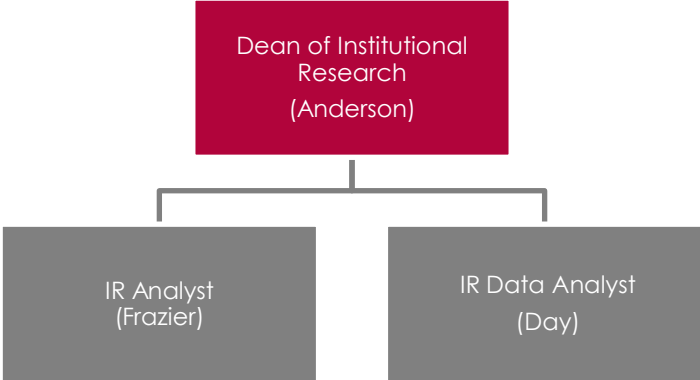 Dean of Institutional
Research
(Anderson)
IR Analyst
(Frazier)
IR Data Analyst
(Day)